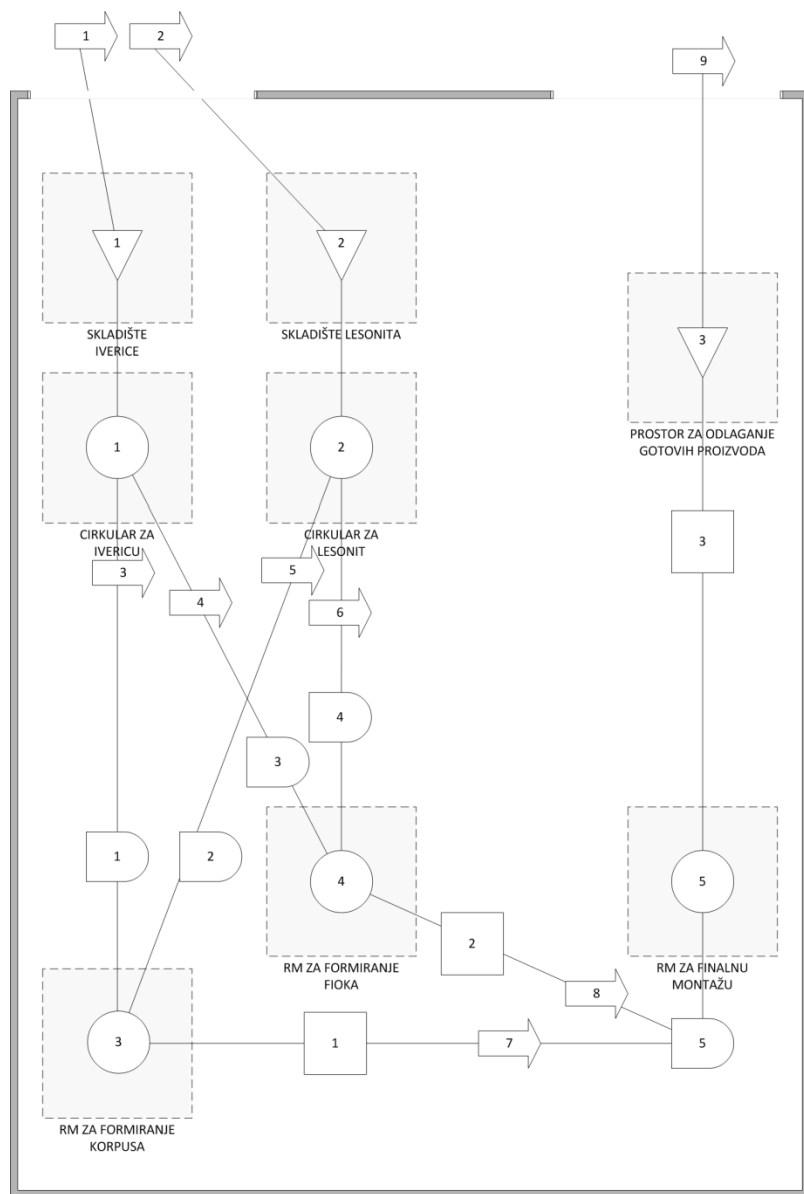 1
2
9
1
2
SKLADIŠTE
IVERICE
SKLADIŠTE LESONITA
3
PROSTOR ZA ODLAGANJE
GOTOVIH PROIZVODA
1
2
CIRKULAR ZA
IVERICU
CIRKULAR ZA
LESONIT
3
3
5
4
6
4
3
1
2
4
5
RM ZA FORMIRANJE
FIOKA
RM ZA FINALNU
MONTAŽU
2
8
3
1
7
5
RM ZA FORMIRANJE
KORPUSA